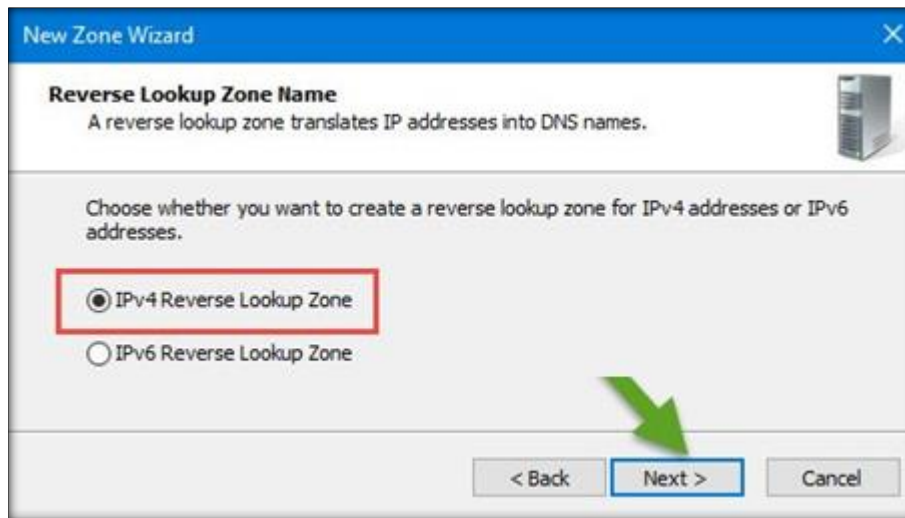 New Zone Wizard
Reverse Lookup Zone Name
A reverse lookup zone translates IP addresses into DNS names.
Choose whether you want to create a reverse lookup zone for IPv4 addresses or IPv6
addresses.
IPv4 Reverse Lookup Zone
IPv6 Reverse Lookup Zone
< Back Next > Cancel